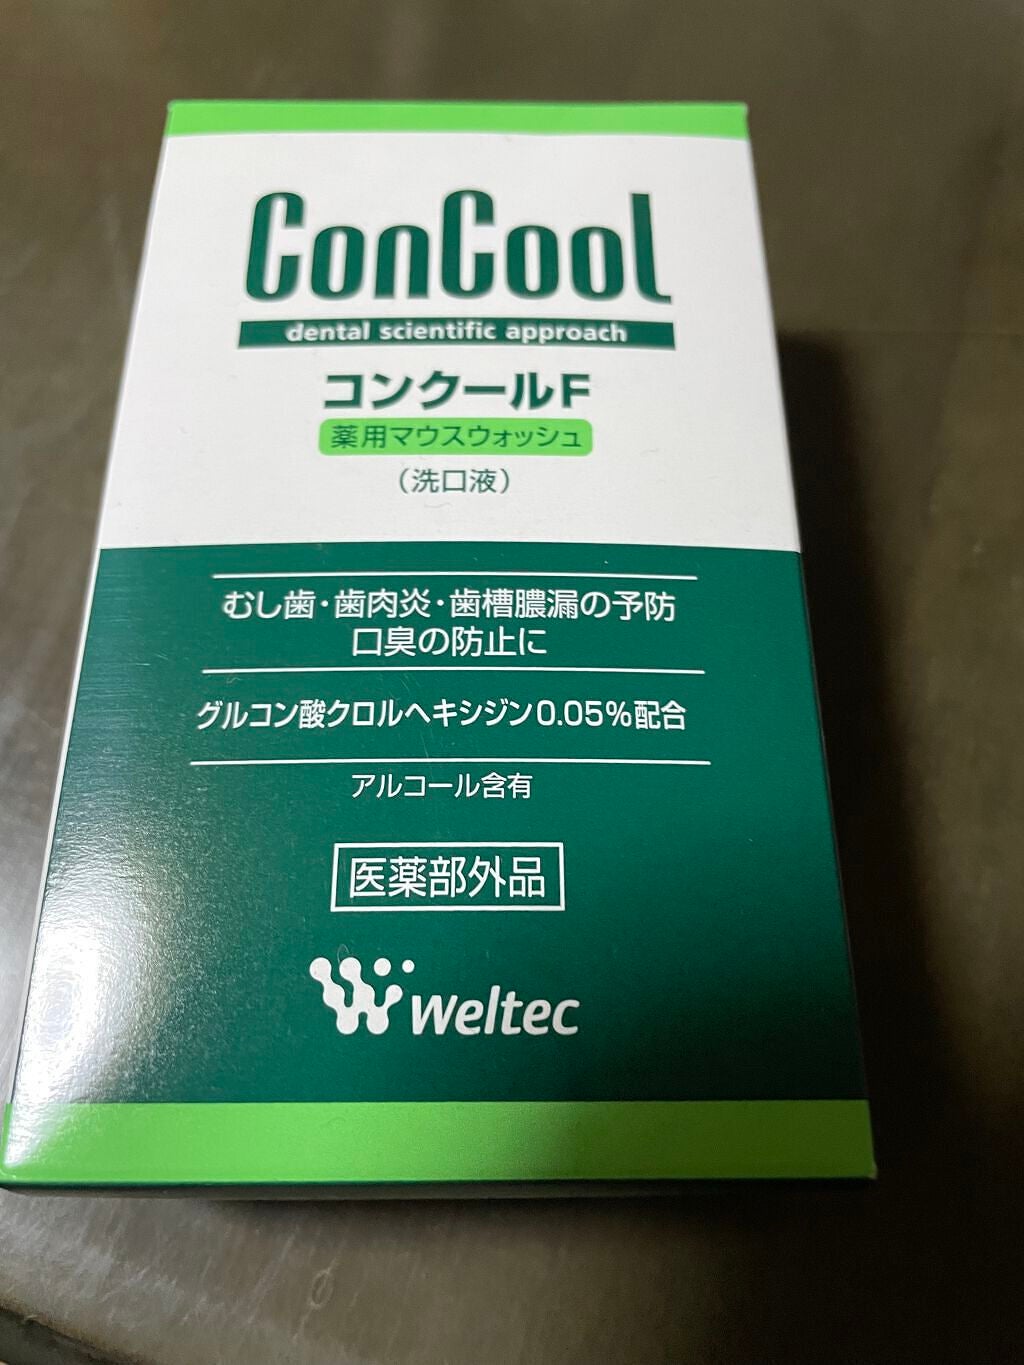 ConCool
dental scientific approach
コンクールF
薬用マウスウォッシュ
（洗口液）
むし歯・歯肉炎・歯槽膿漏の予防
口臭の防止に
グルコン酸クロルヘキシジン0.05%配合
アルコール含有
医薬部外品
weltec